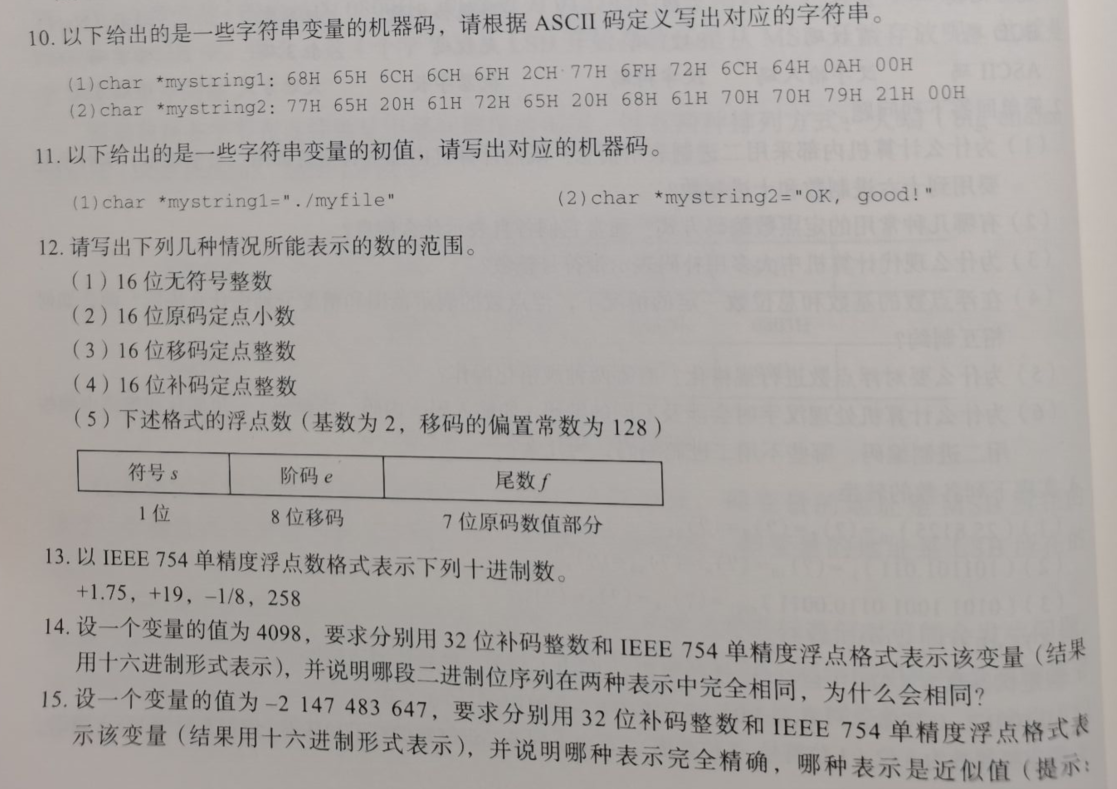 10. 以下给出的是一些字符串变量的机器码，请根据 ASCII 码定义写出对应的字符串。
(1)char *mystring1: 68H 65H 6CH 6CH 6FH 2CH 77H 6FH 72H 6CH 64H 0AH 00H
(2)char *mystring2: 77H 65H 20H 61H 72H 65H 20H 68H 61H 70H 70H 79H 21H 00H
11. 以下给出的是一些字符串变量的初值，请写出对应的机器码。
(1)char *mystring1="./myfile" (2)char *mystring2="OK, good!"
12. 请写出下列几种情况所能表示的数的范围。
（1）16 位无符号整数
（2）16 位原码定点小数
（3）16 位移码定点整数
（4）16 位补码定点整数
（5）下述格式的浮点数（基数为 2，移码的偏置常数为 128）
符号 s 阶码 e 尾数 f
1 位 8 位移码 7 位原码数值部分
13. 以 IEEE 754 单精度浮点数格式表示下列十进制数。
+1.75，+19，–1/8，258
14. 设一个变量的值为 4098，要求分别用 32 位补码整数和 IEEE 754 单精度浮点格式表示该变量（结果
用十六进制形式表示），并说明哪段二进制位序列在两种表示中完全相同，为什么会相同？
15. 设一个变量的值为 –2 147 483 647，要求分别用 32 位补码整数和 IEEE 754 单精度浮点格式表
示该变量（结果用十六进制形式表示），并说明哪种表示完全精确，哪种表示是近似值（提示：